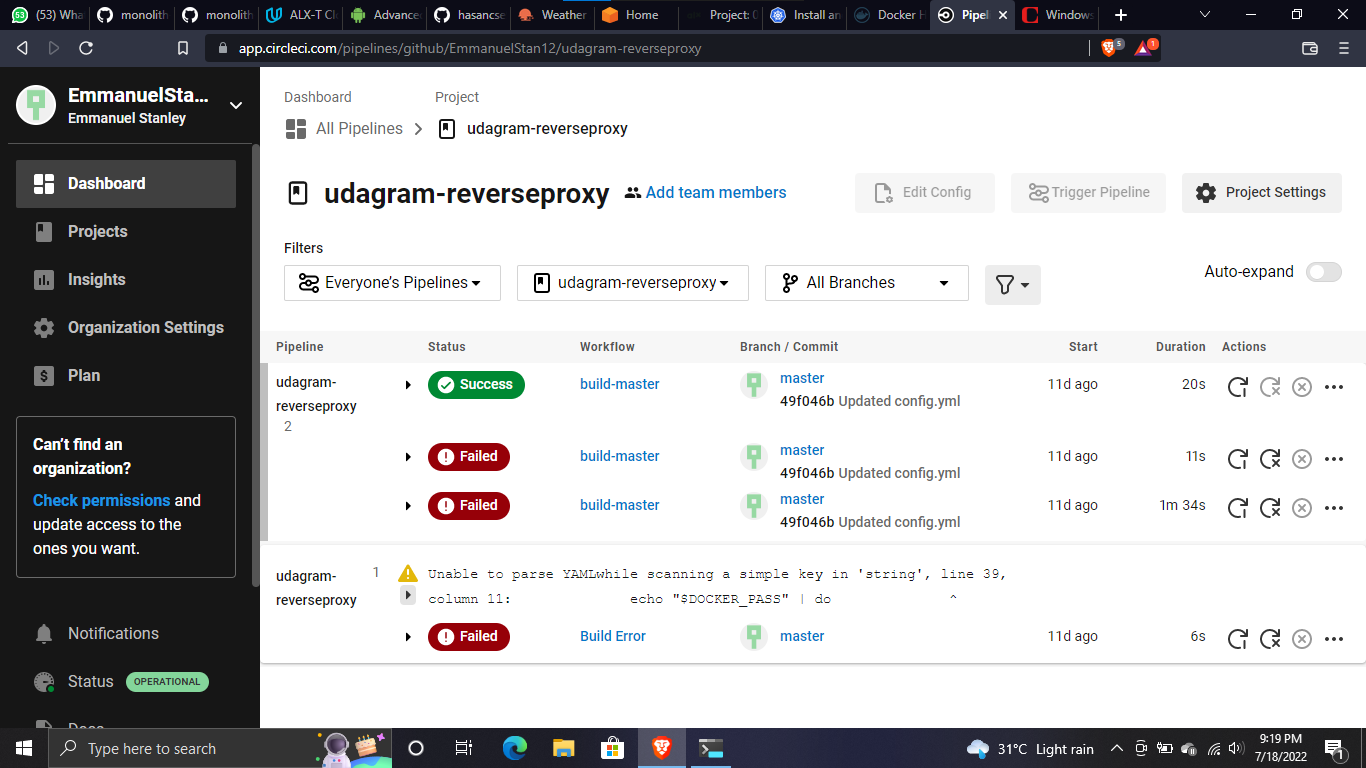 (53) Wha
monolith
monolith
ALX-T Cl
Advance
hasancse
Weather
Home
Project: 0
Install an
Docker H
Pipel
Windows
app.circleci.com/pipelines/github/EmmanuelStan12/udagram-reverseproxy
5
1
EmmanuelSta...
Emmanuel Stanley
Dashboard
Projects
Insights
Organization Settings
Plan
Can't find an
organization?
Check permissions and
update access to the
ones you want.
Notifications
Status OPERATIONAL
Docs
Dashboard Project
All Pipelines udagram-reverseproxy
udagram-reverseproxy Add team members Edit Config Trigger Pipeline Project Settings
Filters
Everyone's Pipelines udagram-reverseproxy All Branches Auto-expand
Pipeline Status Workflow Branch / Commit Start Duration Actions
udagram-
reverseproxy
2
Success build-master master 11d ago 20s
49f046b Updated config.yml
Failed build-master master 11d ago 11s
49f046b Updated config.yml
Failed build-master master 11d ago 1m 34s
49f046b Updated config.yml
udagram-
reverseproxy
1
Unable to parse YAMLwhile scanning a simple key in 'string', line 39,
column 11: echo "$DOCKER_PASS" | do ^
Failed Build Error master 11d ago 6s
Type here to search
31°C Light rain
9:19 PM
7/18/2022
1